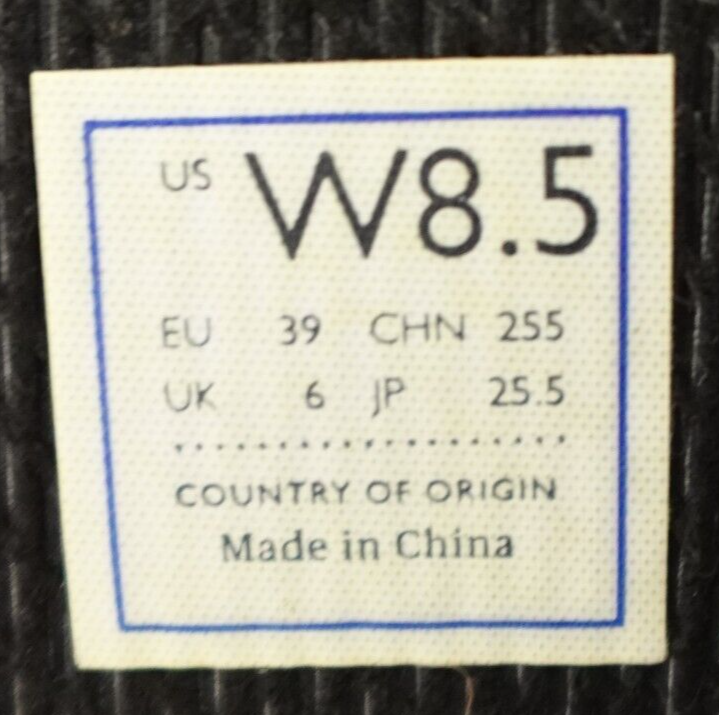 US W8.5
EU 39 CHN 255
UK 6 JP 25.5
COUNTRY OF ORIGIN
Made in China